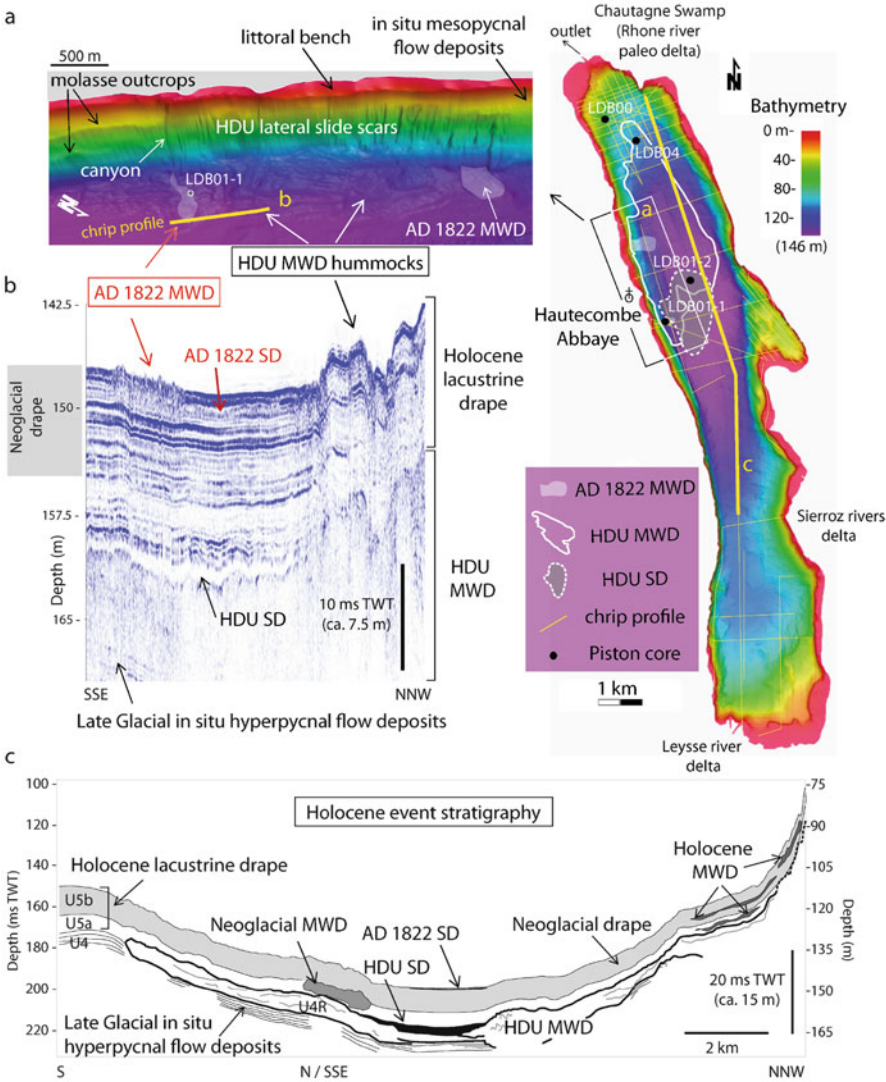 a
500 m
littoral bench
in situ mesopycnal
flow deposits
molasse outcrops
HDU lateral slide scars
canyon
LDB01-1
b
chrip profile
AD 1822 MWD
N
AD 1822 MWD
HDU MWD hummocks
Chautagne Swamp
(Rhone river
paleo delta)
outlet
N
Bathymetry
0 m-
40-
80-
120-
(146 m)
LDB00
LDB04
a
LDB01-2
LDB01-1
Hautecombe
Abbaye
c
Sierroz rivers
delta
AD 1822 MWD
HDU MWD
HDU SD
chrip profile
Piston core
1 km
Leysse river
delta
b
142.5
150
157.5
165
Depth (m)
Neoglacial
drape
AD 1822 SD
Holocene
lacustrine
drape
HDU
MWD
HDU SD
10 ms TWT
(ca. 7.5 m)
SSE
NNW
Late Glacial in situ hyperpycnal flow deposits
c
Holocene event stratigraphy
100
120
140
160
180
200
220
Depth (ms TWT)
75
90
105
120
135
150
165
Depth (m)
Holocene lacustrine drape
U5b
U5a
U4
Neoglacial MWD
AD 1822 SD
HDU SD
Neoglacial drape
Holocene
MWD
U4R
HDU MWD
Late Glacial in situ
hyperpycnal flow deposits
20 ms TWT
(ca. 15 m)
2 km
S
N / SSE
NNW